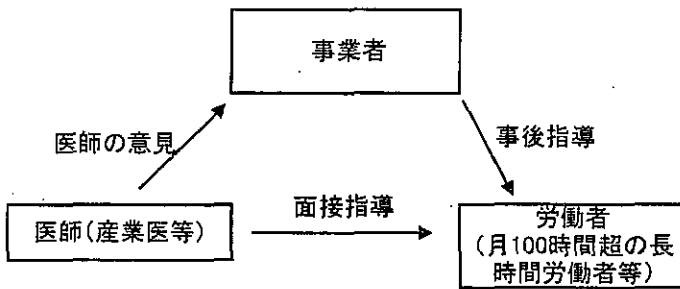 事業者
医師の意見
事後指導
医師(産業医等)
面接指導
労働者
(月100時間超の長
時間労働者等)